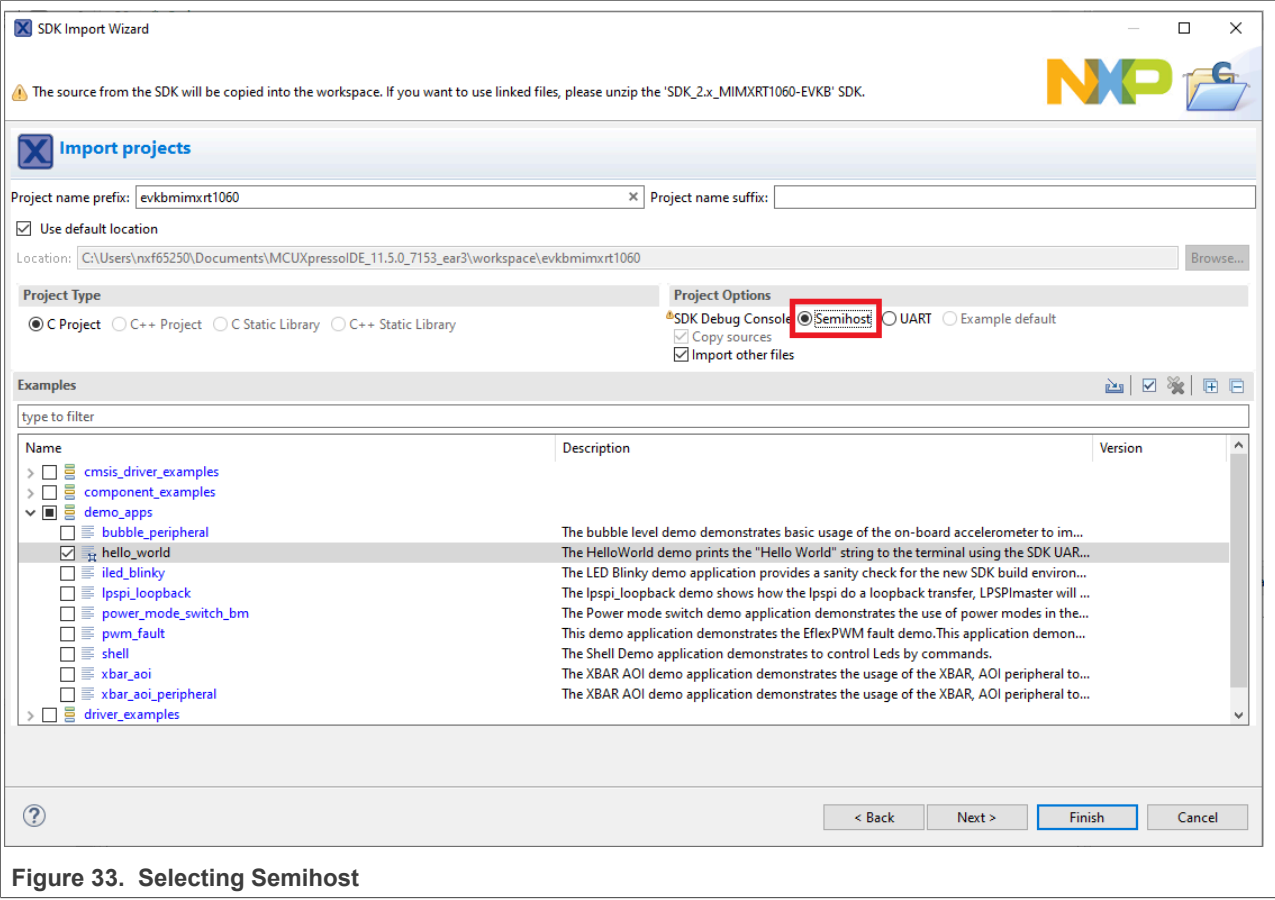 SDK Import Wizard
The source from the SDK will be copied into the workspace. If you want to use linked files, please unzip the 'SDK_2.x_MIMXRT1060-EVKB' SDK.
NXP
Import projects
Project name prefix: evkbmimxrt1060 Project name suffix:
Use default location
Location: C:\Users\nxf65250\Documents\MCUXpressoIDE_11.5.0_7153_ear3\workspace\evkbmimxrt1060 Browse...
Project Type Project Options
C Project C++ Project C Static Library C++ Static Library SDK Debug Console Semihost UART Example default
Copy sources
Import other files
Examples
type to filter
Name Description Version
cmsis_driver_examples
component_examples
demo_apps
bubble_peripheral The bubble level demo demonstrates basic usage of the on-board accelerometer to im...
hello_world The HelloWorld demo prints the "Hello World" string to the terminal using the SDK UAR...
iled_blinky The LED Blinky demo application provides a sanity check for the new SDK build environ...
lpspi_loopback The lpspi_loopback demo shows how the lpspi do a loopback transfer, LPSPImaster will ...
power_mode_switch_bm The Power mode switch demo application demonstrates the use of power modes in the...
pwm_fault This demo application demonstrates the EflexPWM fault demo.This application demon...
shell The Shell Demo application demonstrates to control Leds by commands.
xbar_aoi The XBAR AOI demo application demonstrates the usage of the XBAR, AOI peripheral to...
xbar_aoi_peripheral The XBAR AOI demo application demonstrates the usage of the XBAR, AOI peripheral to...
driver_examples
< Back Next > Finish Cancel
Figure 33. Selecting Semihost